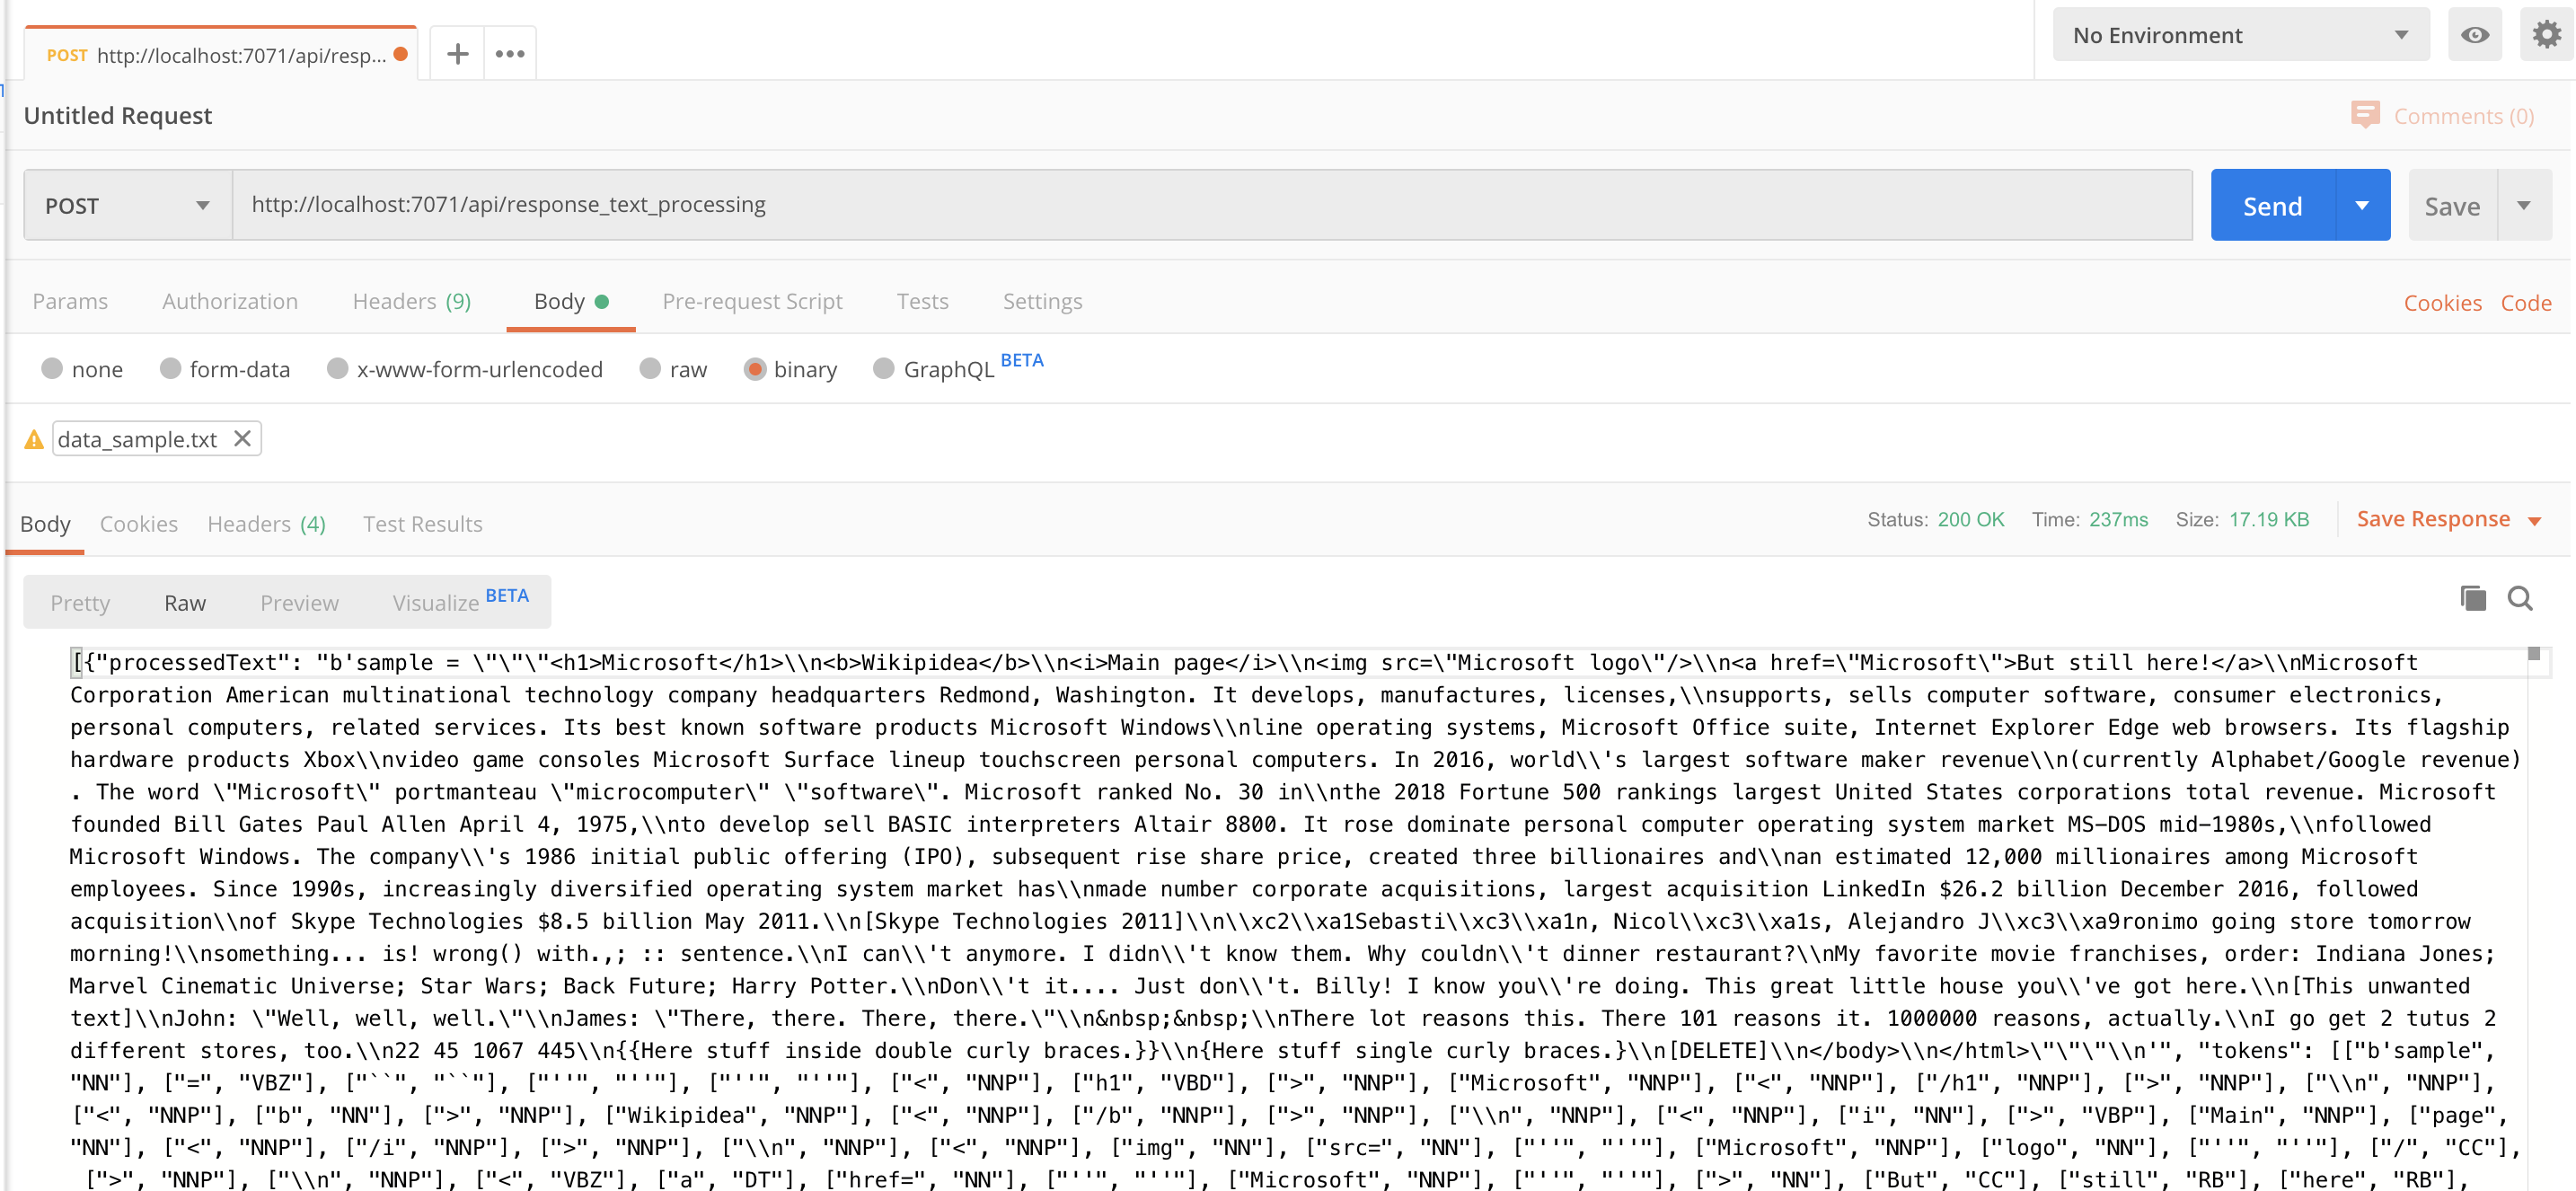 POST http://localhost:7071/api/resp...
No Environment
Untitled Request
Comments (0)
POST http://localhost:7071/api/response_text_processing Send Save
Params Authorization Headers (9) Body Pre-request Script Tests Settings Cookies Code
none form-data x-www-form-urlencoded raw binary GraphQL BETA
data_sample.txt
Body Cookies Headers (4) Test Results Status: 200 OK Time: 237ms Size: 17.19 KB Save Response
Pretty Raw Preview Visualize BETA
[{"processedText": "b'sample = \"\"\"<h1>Microsoft</h1>\\n<b>Wikipidea</b>\\n<i>Main page</i>\\n<img src=\"Microsoft logo\"/>\\n<a href=\"Microsoft\">But still here!</a>\\nMicrosoft
Corporation American multinational technology company headquarters Redmond, Washington. It develops, manufactures, licenses,\\nsupports, sells computer software, consumer electronics,
personal computers, related services. Its best known software products Microsoft Windows\\nline operating systems, Microsoft Office suite, Internet Explorer Edge web browsers. Its flagship
hardware products Xbox\\nvideo game consoles Microsoft Surface lineup touchscreen personal computers. In 2016, world\\'s largest software maker revenue\\n(currently Alphabet/Google revenue)
. The word \"Microsoft\" portmanteau \"microcomputer\" \"software\". Microsoft ranked No. 30 in\\nthe 2018 Fortune 500 rankings largest United States corporations total revenue. Microsoft
founded Bill Gates Paul Allen April 4, 1975,\\nto develop sell BASIC interpreters Altair 8800. It rose dominate personal computer operating system market MS-DOS mid-1980s,\\nfollowed
Microsoft Windows. The company\\'s 1986 initial public offering (IPO), subsequent rise share price, created three billionaires and\\nan estimated 12,000 millionaires among Microsoft
employees. Since 1990s, increasingly diversified operating system market has\\nmade number corporate acquisitions, largest acquisition LinkedIn $26.2 billion December 2016, followed
acquisition\\nof Skype Technologies $8.5 billion May 2011.\\n[Skype Technologies 2011]\\n\\xc2\\xa1Sebasti\\xc3\\xa1n, Nicol\\xc3\\xa1s, Alejandro J\\xc3\\xa9ronimo going store tomorrow
morning!\\nsomething... is! wrong() with.,; :: sentence.\\nI can\\'t anymore. I didn\\'t know them. Why couldn\\'t dinner restaurant?\\nMy favorite movie franchises, order: Indiana Jones;
Marvel Cinematic Universe; Star Wars; Back Future; Harry Potter.\\nDon\\'t it.... Just don\\'t. Billy! I know you\\'re doing. This great little house you\\'ve got here.\\n[This unwanted
text]\\nJohn: \"Well, well, well.\"\\nJames: \"There, there. There, there.\"\\n&nbsp;&nbsp;\\nThere lot reasons this. There 101 reasons it. 1000000 reasons, actually.\\nI go get 2 tutus 2
different stores, too.\\n22 45 1067 445\\n{{Here stuff inside double curly braces.}}\\n{Here stuff single curly braces.}\\n[DELETE]\\n</body>\\n</html>\"\"\"\\n'", "tokens": [["b'sample",
"NN"], ["=", "VBZ"], ["``", "``"], ["''", "''"], ["''", "''"], ["<", "NNP"], ["h1", "VBD"], [">", "NNP"], ["Microsoft", "NNP"], ["<", "NNP"], ["/h1", "NNP"], [">", "NNP"], ["\\n", "NNP"],
["<", "NNP"], ["b", "NN"], [">", "NNP"], ["Wikipidea", "NNP"], ["<", "NNP"], ["/b", "NNP"], [">", "NNP"], ["\\n", "NNP"], ["<", "NNP"], ["i", "NN"], [">", "VBP"], ["Main", "NNP"], ["page",
"NN"], ["<", "NNP"], ["/i", "NNP"], [">", "NNP"], ["\\n", "NNP"], ["<", "NNP"], ["img", "NN"], ["src=", "NN"], ["''", "''"], ["Microsoft", "NNP"], ["logo", "NN"], ["''", "''"], ["/", "CC"],
[">", "NNP"], ["\\n", "NNP"], ["<", "VBZ"], ["a", "DT"], ["href=", "NN"], ["''", "''"], ["Microsoft", "NNP"], ["''", "''"], [">", "NN"], ["But", "CC"], ["still", "RB"], ["here", "RB"],